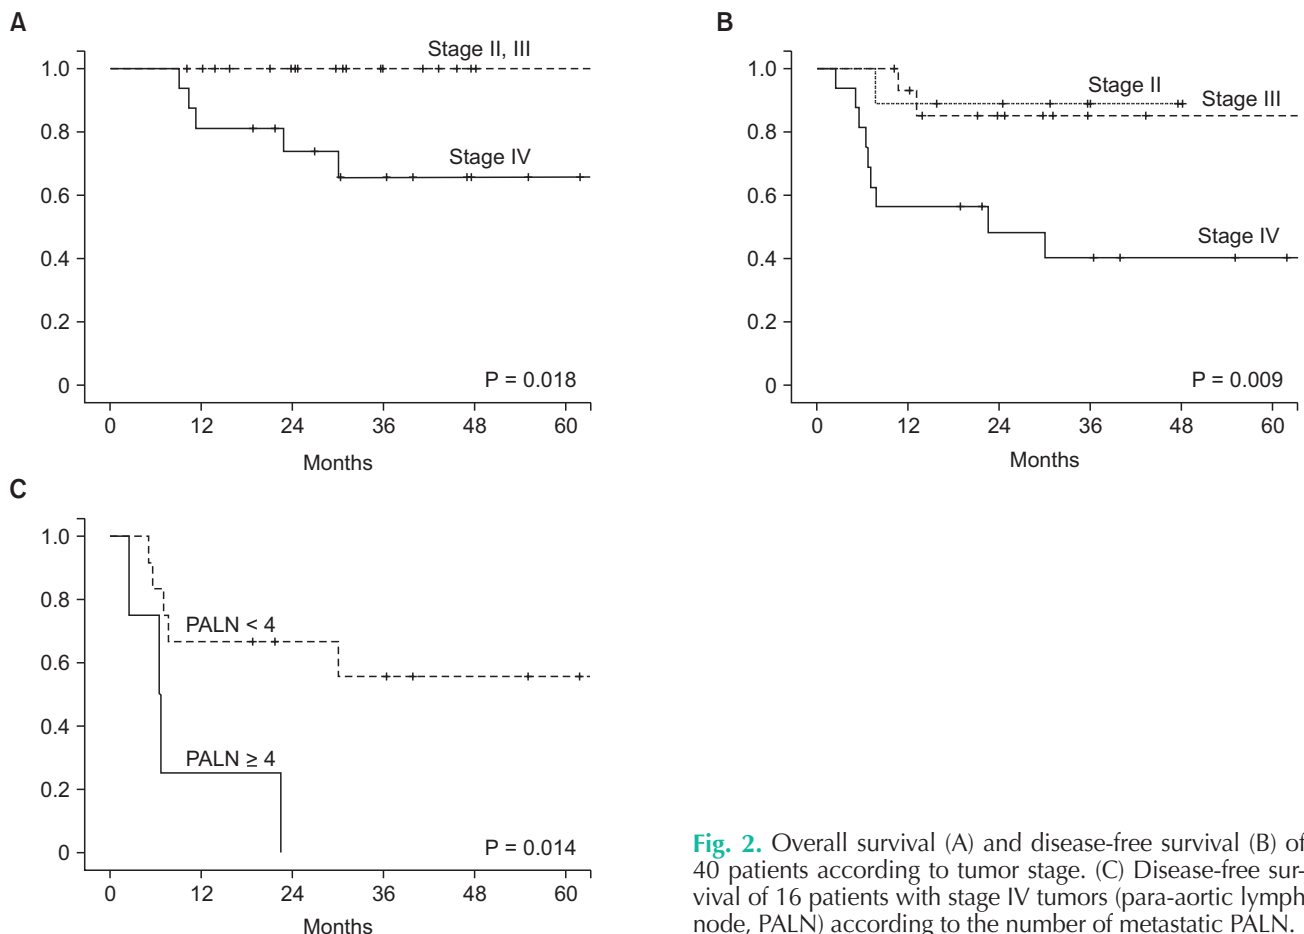 A
Stage II, III
1.0
0.8
Stage IV
0.6
0.4
0.2
P = 0.018
0
0 12 24 36 48 60
Months
B
1.0
Stage II
Stage III
0.8
0.6
Stage IV
0.4
0.2
P = 0.009
0
0 12 24 36 48 60
Months
C
1.0
0.8
PALN < 4
0.6
0.4
PALN ≥ 4
0.2
P = 0.014
0
0 12 24 36 48 60
Months
Fig. 2. Overall survival (A) and disease-free survival (B) of
40 patients according to tumor stage. (C) Disease-free sur-
vival of 16 patients with stage IV tumors (para-aortic lymph
node, PALN) according to the number of metastatic PALN.